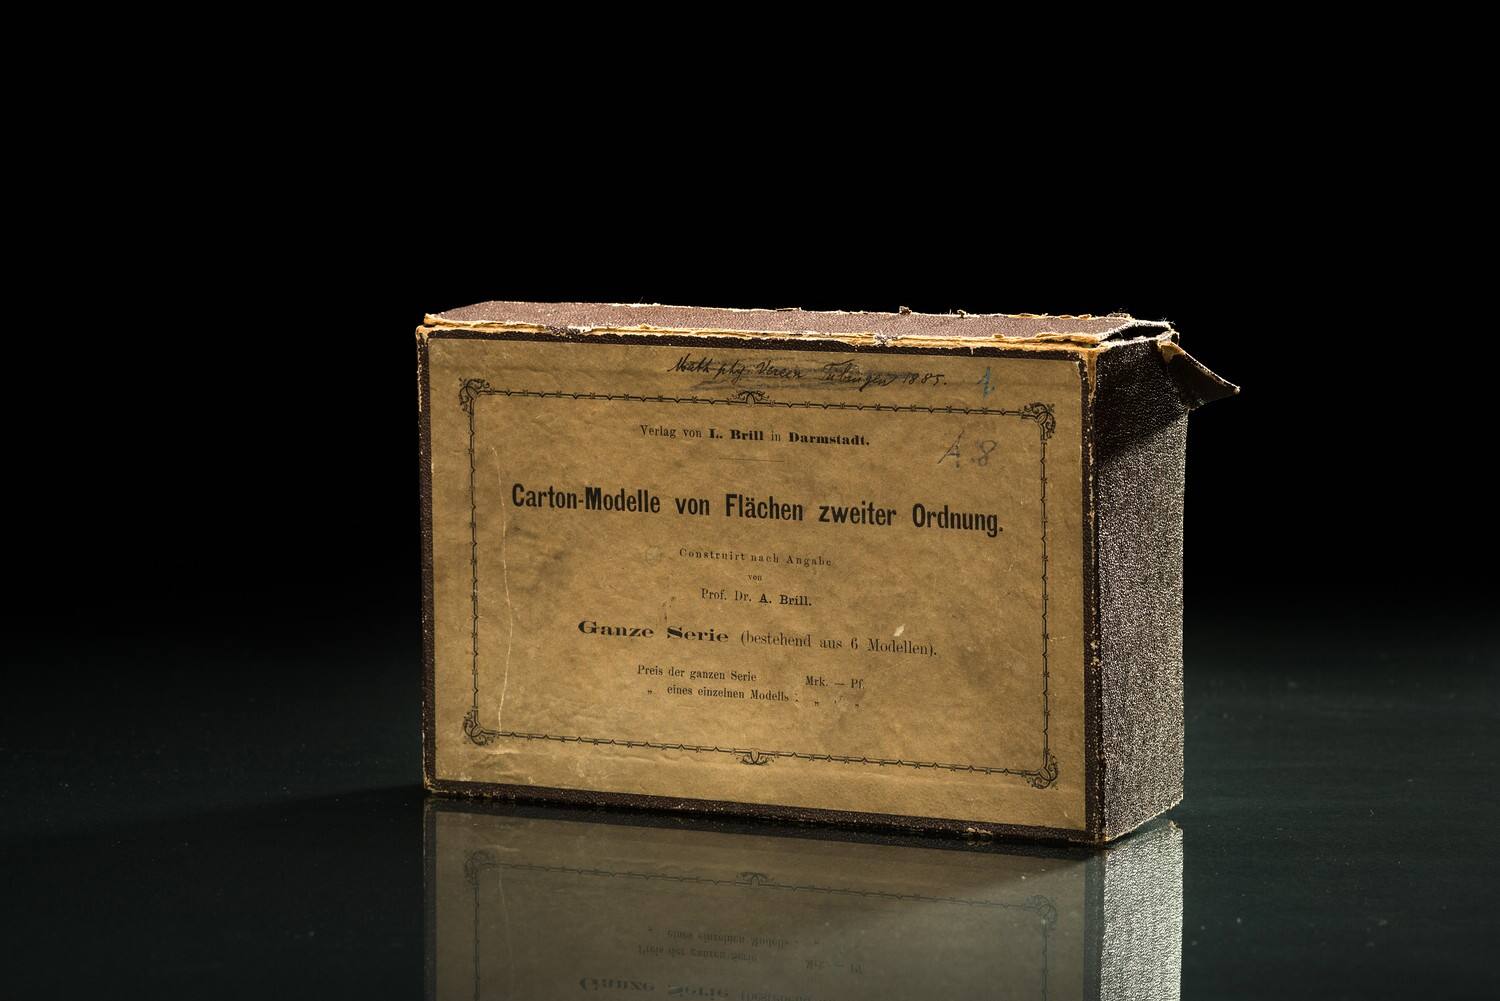 Math. phy. Verein Tübingen 1885. 1.
Verlag von L. Brill in Darmstadt.
A. 8
Carton-Modelle von Flächen zweiter Ordnung.
Construirt nach Angabe
von
Prof. Dr. A. Brill.
Ganze Serie (bestehend aus 6 Modellen).
Preis der ganzen Serie Mrk. — Pf.
„ eines einzelnen Modells : „ „